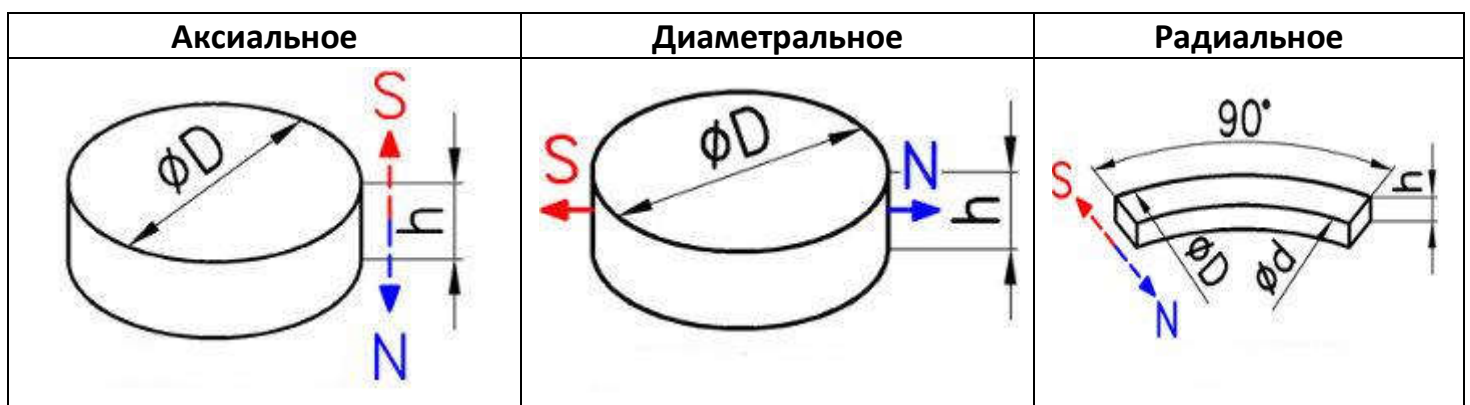 Аксиальное
Диаметральное
Радиальное
S
ϕD
h
N
S
ϕD
N
h
90°
S
h
ϕD
ϕd
N